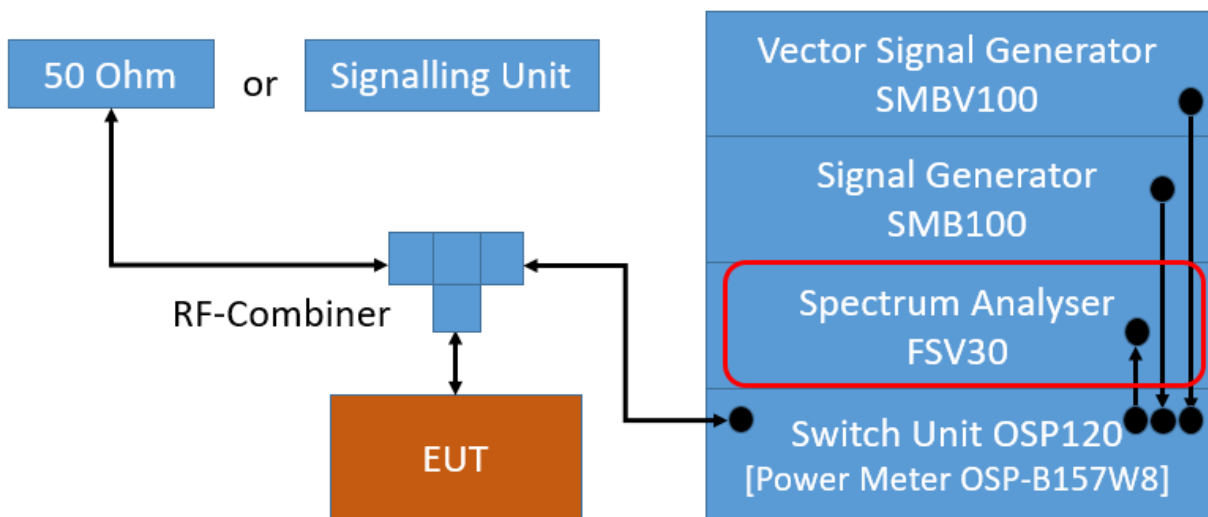 50 Ohm
or
Signalling Unit
Vector Signal Generator
SMBV100
Signal Generator
SMB100
RF-Combiner
Spectrum Analyser
FSV30
EUT
Switch Unit OSP120
[Power Meter OSP-B157W8]